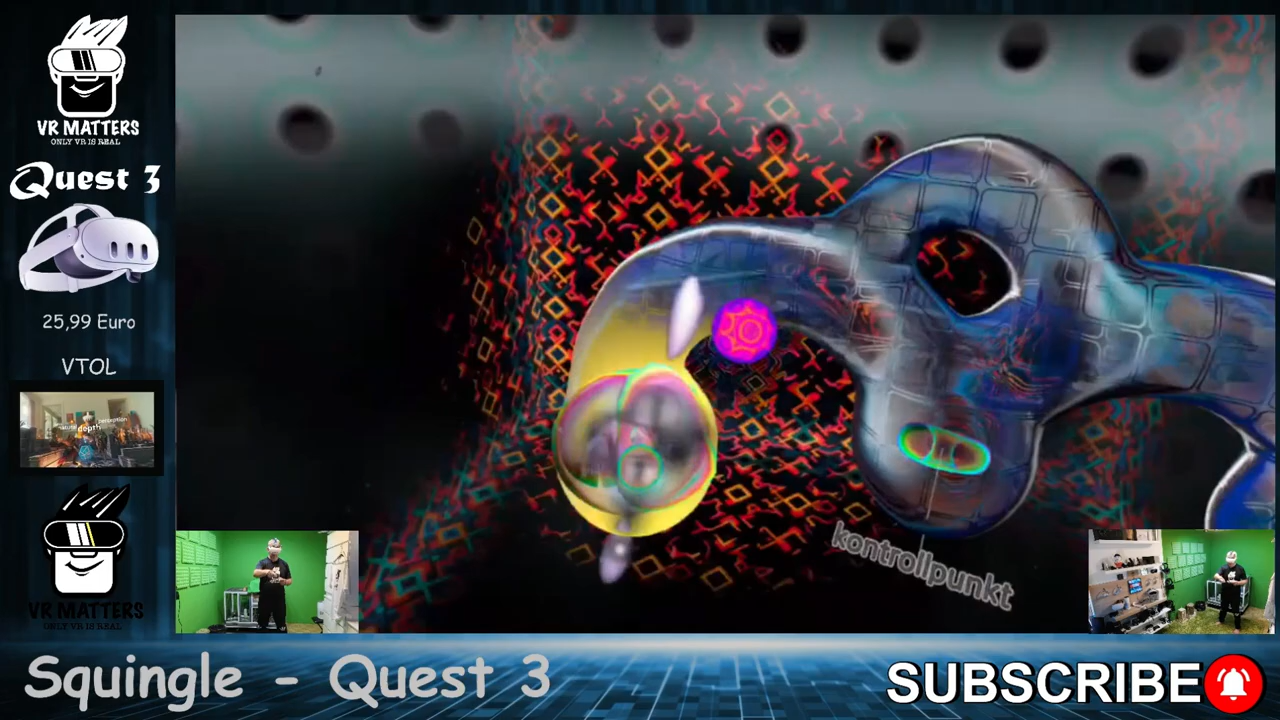 VR MATTERS
ONLY VR IS REAL
Quest 3
25,99 Euro
VTOL
depth
kontrollpunkt
VR MATTERS
ONLY VR IS REAL
Squingle - Quest 3
SUBSCRIBE